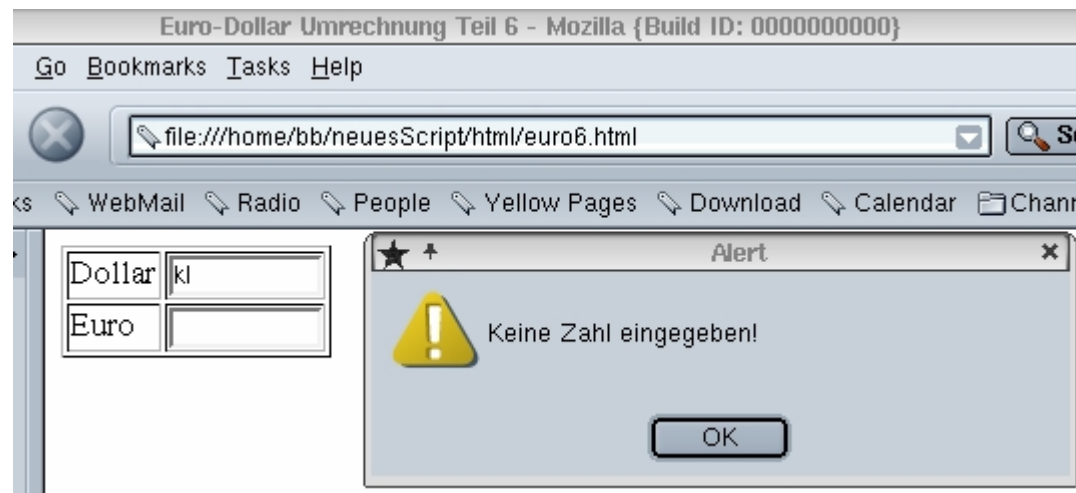 Euro-Dollar Umrechnung Teil 6 - Mozilla {Build ID: 0000000000}
Go Bookmarks Tasks Help
file:///home/bb/neuesScript/html/euro6.html
WebMail Radio People Yellow Pages Download Calendar
Alert
Dollar kl
Euro
Keine Zahl eingegeben!
OK